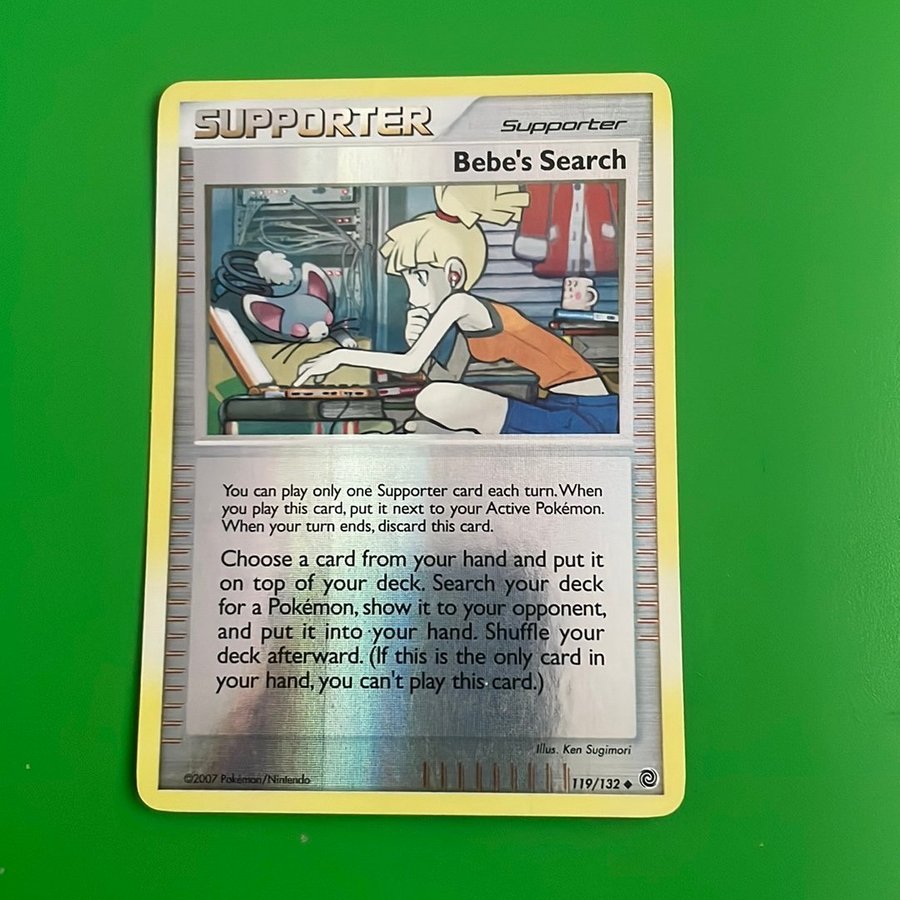 SUPPORTER
Supporter
Bebe's Search
You can play only one Supporter card each turn. When
you play this card, put it next to your Active Pokémon.
When your turn ends, discard this card.
Choose a card from your hand and put it
on top of your deck. Search your deck
for a Pokémon, show it to your opponent,
and put it into your hand. Shuffle your
deck afterward. (If this is the only card in
your hand, you can't play this card.)
Illus. Ken Sugimori
©2007 Pokémon/Nintendo
119/132